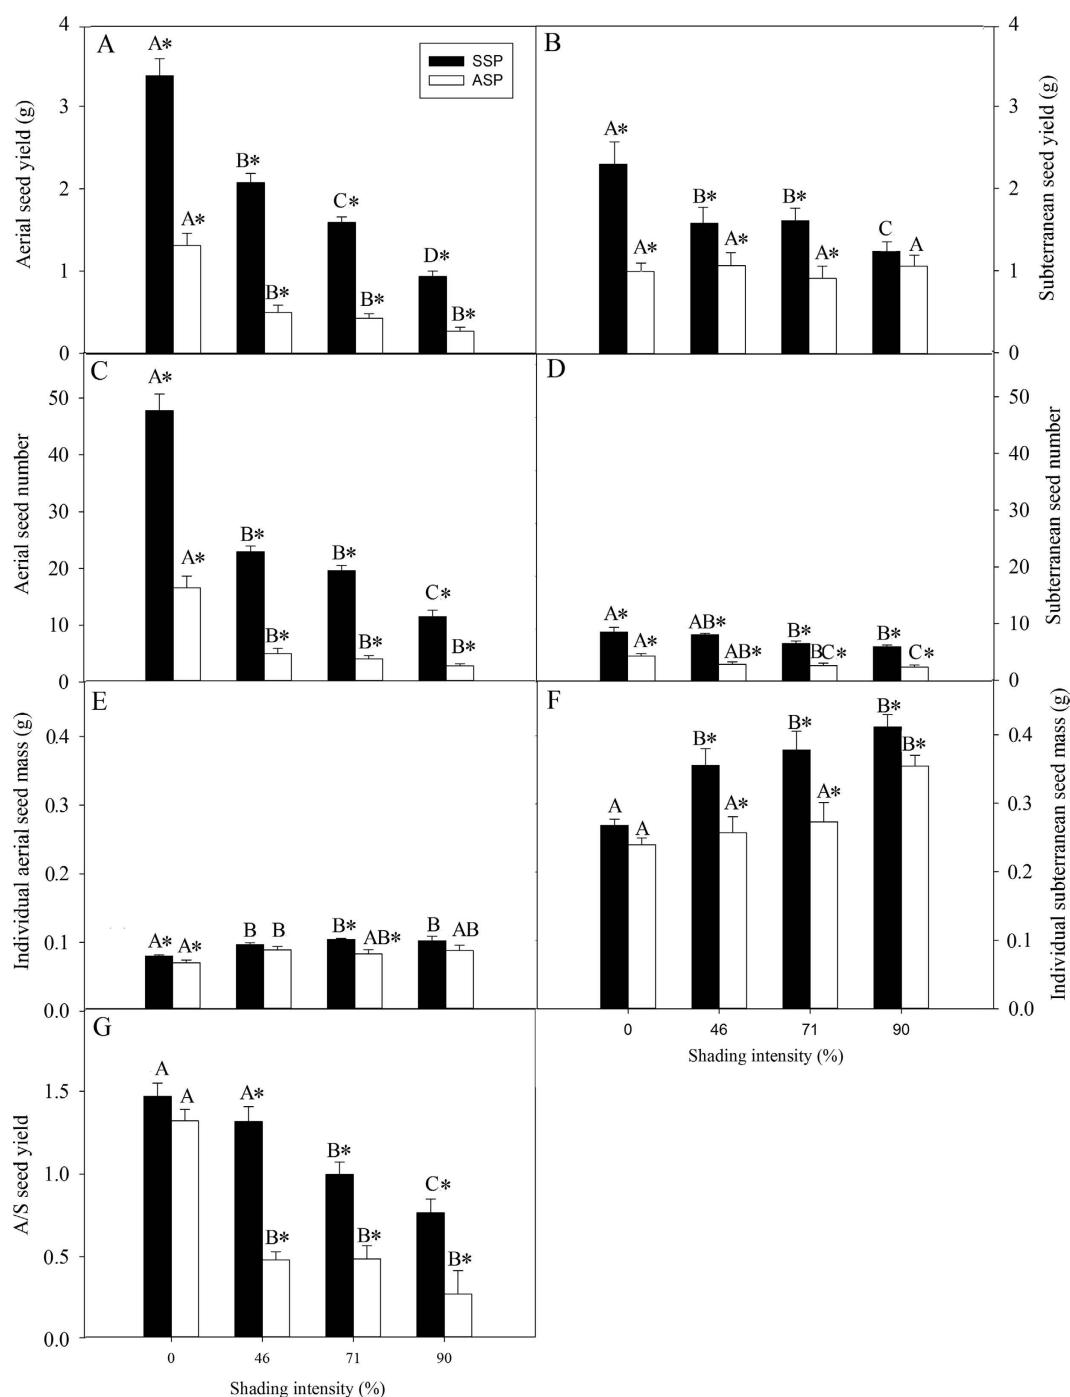 A
Aerial seed yield (g)
4
3
2
1
0
SSP
ASP
A*
A*
B*
B*
C*
B*
D*
B*
B
Subterranean seed yield (g)
4
3
2
1
0
A*
A*
B*
A*
B*
A*
C
A
C
Aerial seed number
50
40
30
20
10
0
A*
A*
B*
B*
B*
B*
C*
B*
D
Subterranean seed number
50
40
30
20
10
0
A*
A*
AB*
AB*
B*
BC*
B*
C*
E
Individual aerial seed mass (g)
0.4
0.3
0.2
0.1
0.0
A*
A*
B
B
B*
AB*
B
AB
F
Individual subterranean seed mass (g)
0.4
0.3
0.2
0.1
0.0
A
A
B*
A*
B*
A*
B*
B*
0
46
71
90
Shading intensity (%)
G
A/S seed yield
1.5
1.0
0.5
0.0
A
A
A*
B*
B*
B*
C*
B*
0
46
71
90
Shading intensity (%)